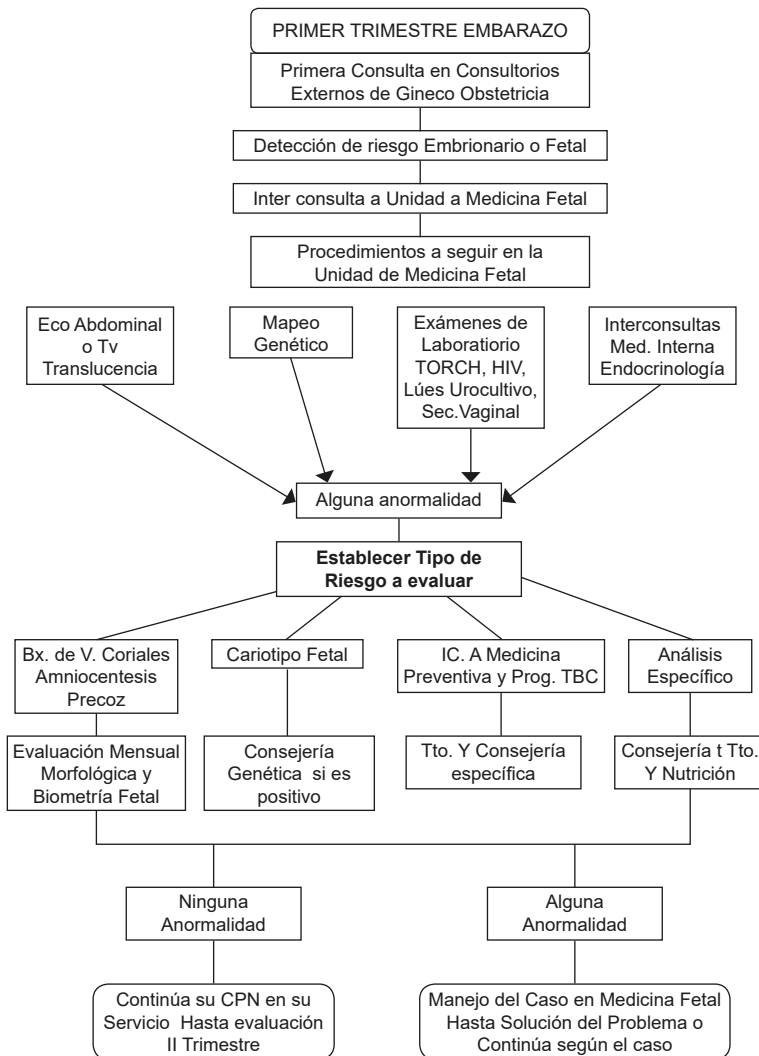 PRIMER TRIMESTRE EMBARAZO
Primera Consulta en Consultorios
Externos de Gineco Obstetricia
Detección de riesgo Embrionario o Fetal
Inter consulta a Unidad a Medicina Fetal
Procedimientos a seguir en la
Unidad de Medicina Fetal
Eco Abdominal
o Tv
Translucencia
Mapeo
Genético
Exámenes de
Laboratiorio
TORCH, HIV,
Lúes Urocultivo,
Sec.Vaginal
Interconsultas
Med. Interna
Endocrinología
Alguna anormalidad
Establecer Tipo de
Riesgo a evaluar
Bx. de V. Coriales
Amniocentesis
Precoz
Cariotipo Fetal
IC. A Medicina
Preventiva y Prog. TBC
Análisis
Específico
Evaluación Mensual
Morfológica y
Biometría Fetal
Consejería
Genética si es
positivo
Tto. Y Consejería
específica
Consejería t Tto.
Y Nutrición
Ninguna
Anormalidad
Alguna
Anormalidad
Continúa su CPN en su
Servicio Hasta evaluación
II Trimestre
Manejo del Caso en Medicina Fetal
Hasta Solución del Problema o
Continúa según el caso